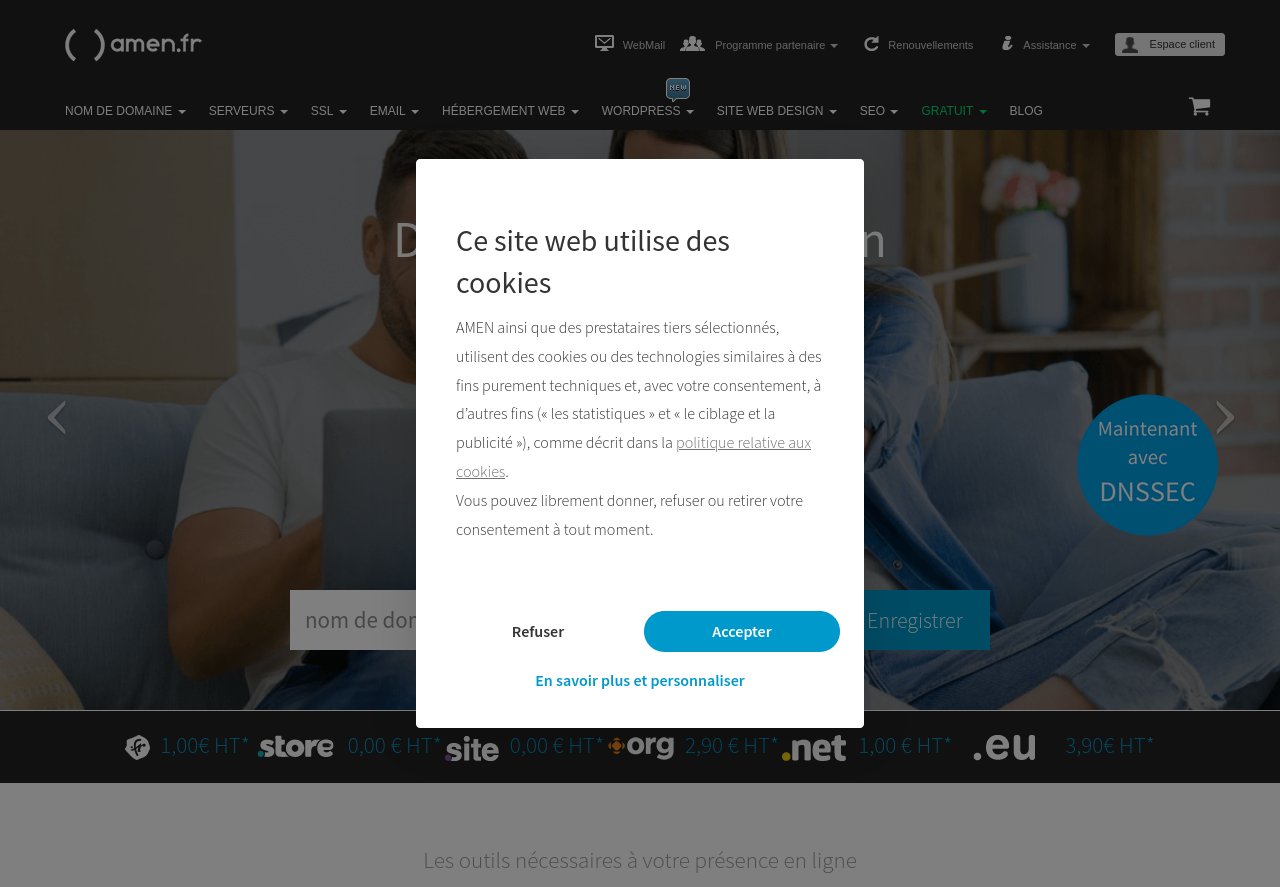 amen.fr
WebMail
Programme partenaire
Renouvellements
Assistance
Espace client
NEW
NOM DE DOMAINE
SERVEURS
SSL
EMAIL
HÉBERGEMENT WEB
WORDPRESS
SITE WEB DESIGN
SEO
GRATUIT
BLOG
Ce site web utilise des
cookies
AMEN ainsi que des prestataires tiers sélectionnés,
utilisent des cookies ou des technologies similaires à des
fins purement techniques et, avec votre consentement, à
d’autres fins (« les statistiques » et « le ciblage et la
publicité »), comme décrit dans la politique relative aux
cookies.
Vous pouvez librement donner, refuser ou retirer votre
consentement à tout moment.
Refuser
Accepter
En savoir plus et personnaliser
Maintenant
avec
DNSSEC
nom de
Enregistrer
.fr 1,00€ HT*
.store 0,00 € HT*
.site 0,00 € HT*
.org 2,90 € HT*
.net 1,00 € HT*
.eu 3,90€ HT*
Les outils nécessaires à votre présence en ligne